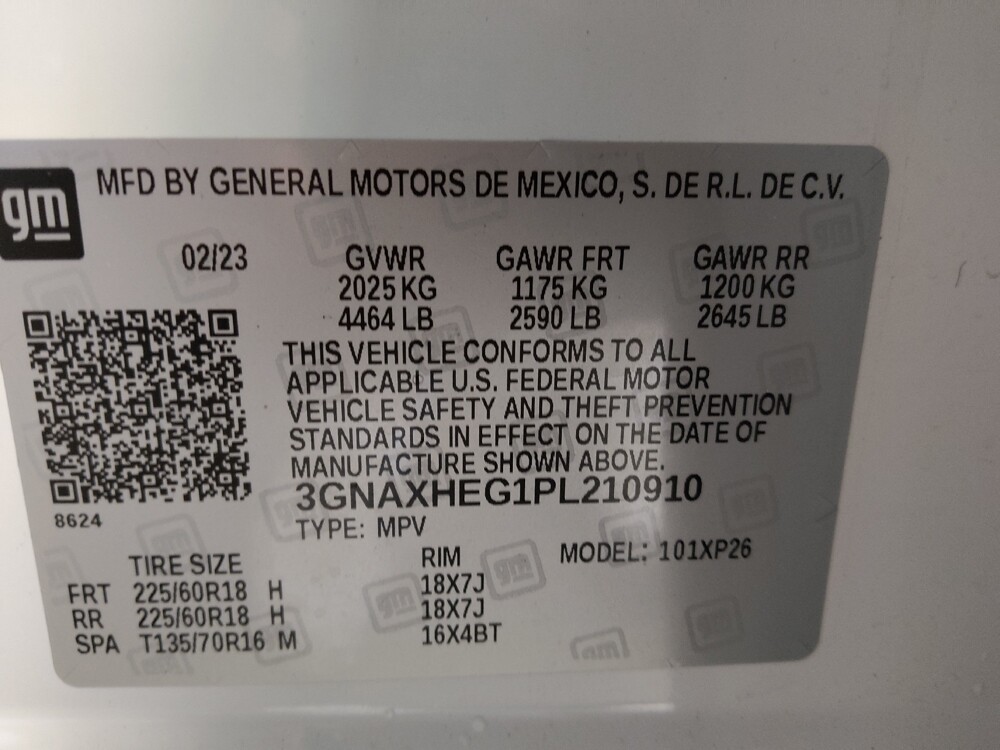 gm
MFD BY GENERAL MOTORS DE MEXICO, S. DE R.L. DE C.V.
02/23 GVWR GAWR FRT GAWR RR
2025 KG 1175 KG 1200 KG
4464 LB 2590 LB 2645 LB
THIS VEHICLE CONFORMS TO ALL
APPLICABLE U.S. FEDERAL MOTOR
VEHICLE SAFETY AND THEFT PREVENTION
STANDARDS IN EFFECT ON THE DATE OF
MANUFACTURE SHOWN ABOVE.
3GNAXHEG1PL210910
8624
TYPE: MPV
TIRE SIZE RIM MODEL: 101XP26
FRT 225/60R18 H 18X7J
RR 225/60R18 H 18X7J
SPA T135/70R16 M 16X4BT